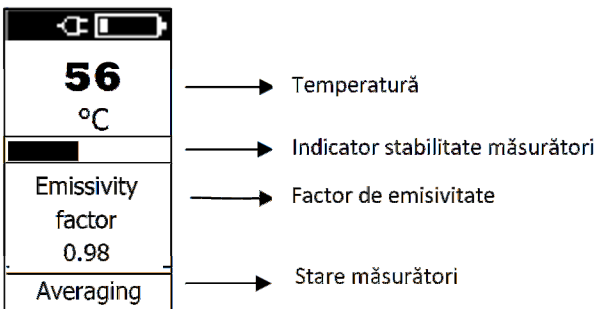 56
Temperatură
°C
Indicator stabilitate măsurători
Emissivity
factor
0.98
Factor de emisivitate
Averaging
Stare măsurători